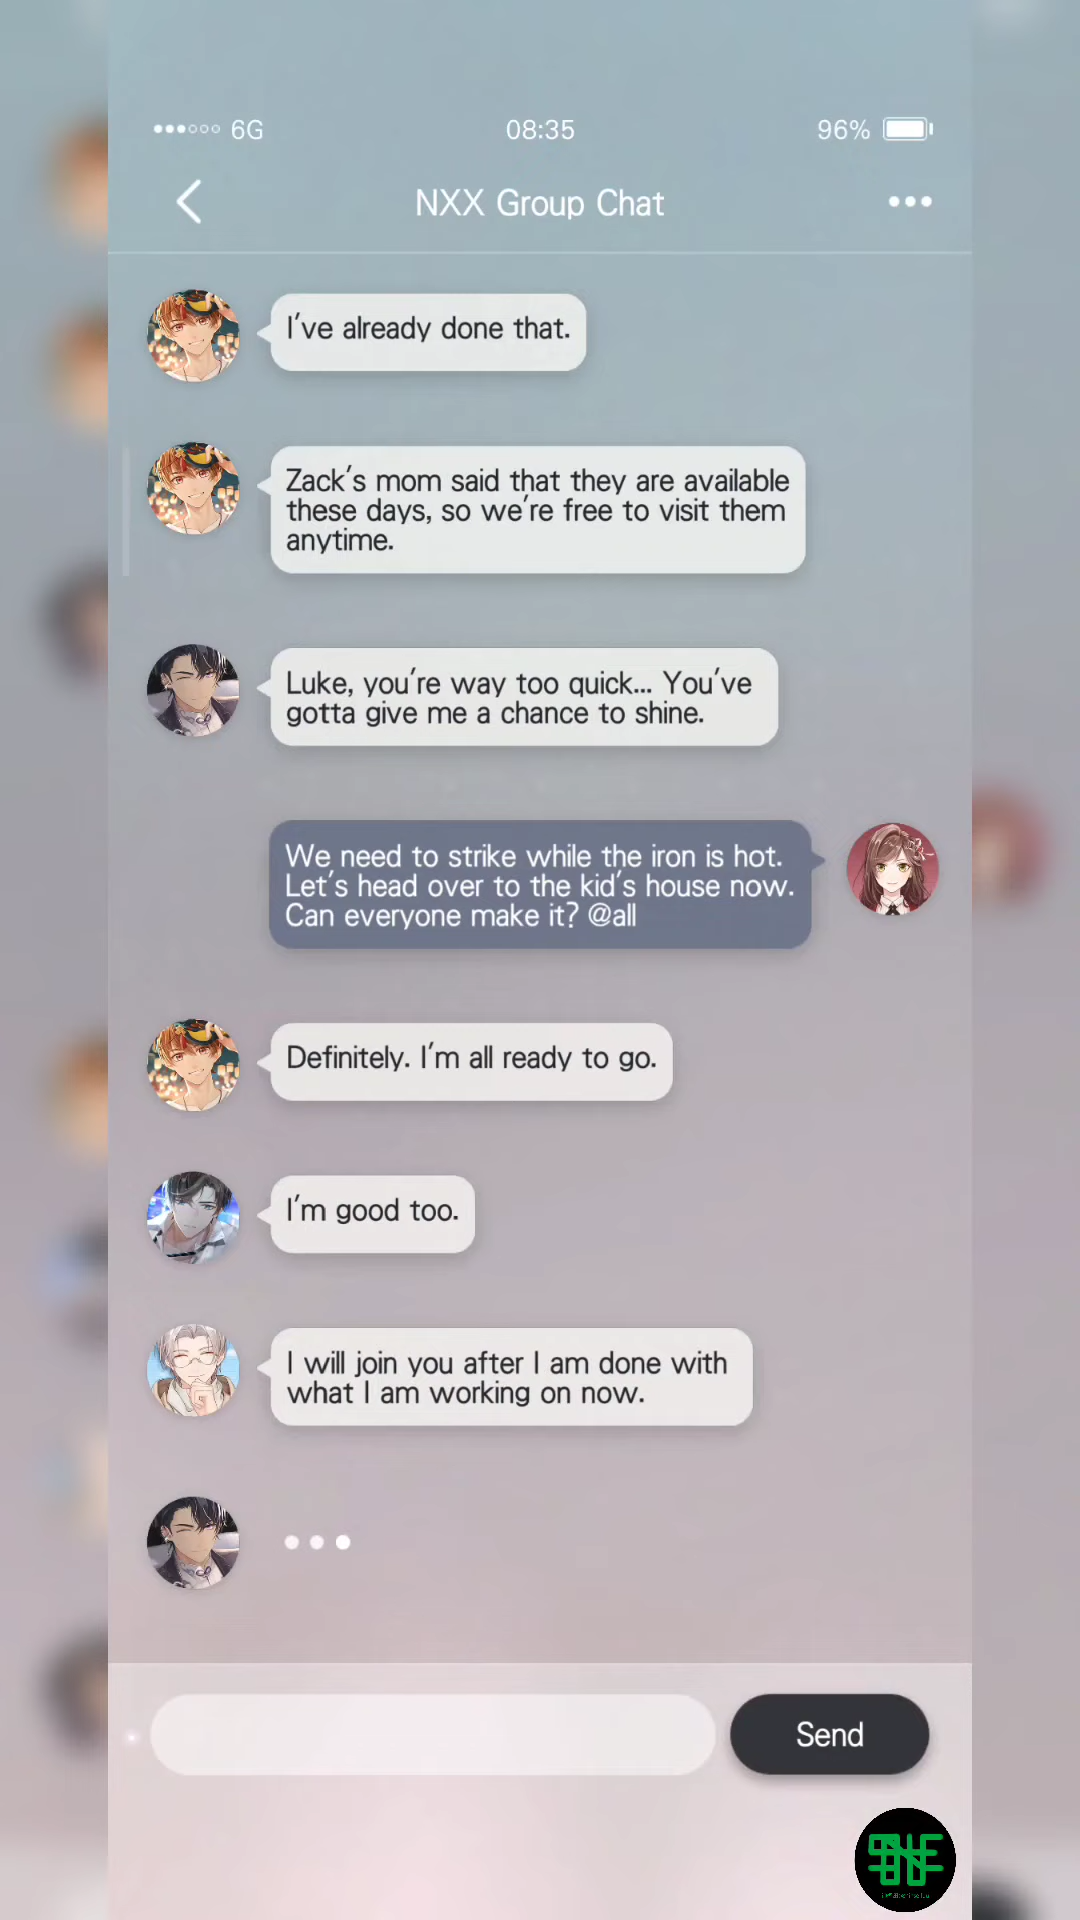 6G 08:35 96%
NXX Group Chat
I've already done that.
Zack's mom said that they are available
these days, so we're free to visit them
anytime.
Luke, you're way too quick... You've
gotta give me a chance to shine.
We need to strike while the iron is hot.
Let's head over to the kid's house now.
Can everyone make it? @all
Definitely. I'm all ready to go.
I'm good too.
I will join you after I am done with
what I am working on now.
Send